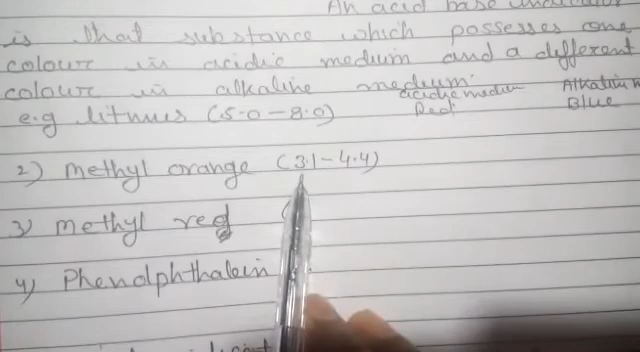 An acid base indicator
is that substance which possesses one
colour in acidic medium and a different
colour in alkaline medium.
acidic medium Alkaline m
e.g litmus (5.0-8.0) Red Blue
2) Methyl orange (3.1-4.4)
3) Methyl red (
4) Phenolphthalein